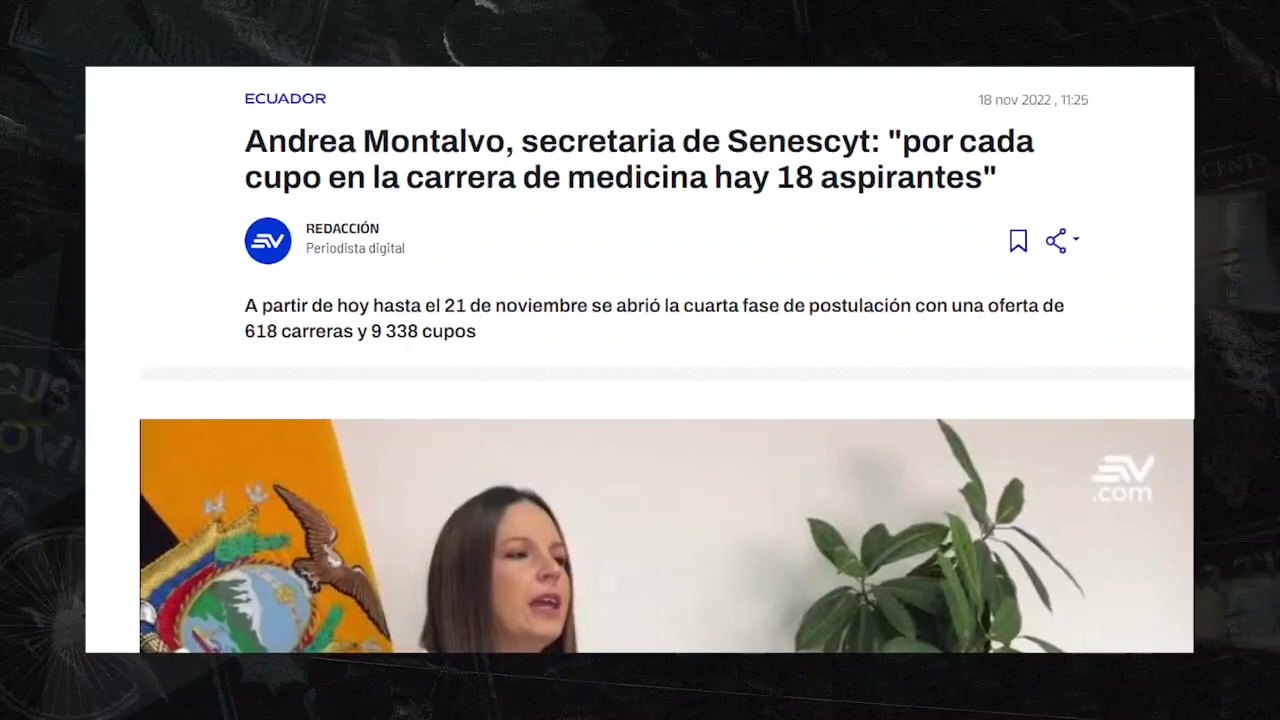 ECUADOR
18 nov 2022 , 11:25
Andrea Montalvo, secretaria de Senescyt: "por cada
cupo en la carrera de medicina hay 18 aspirantes"
REDACCIÓN
Periodista digital
A partir de hoy hasta el 21 de noviembre se abrió la cuarta fase de postulación con una oferta de
618 carreras y 9 338 cupos
.com